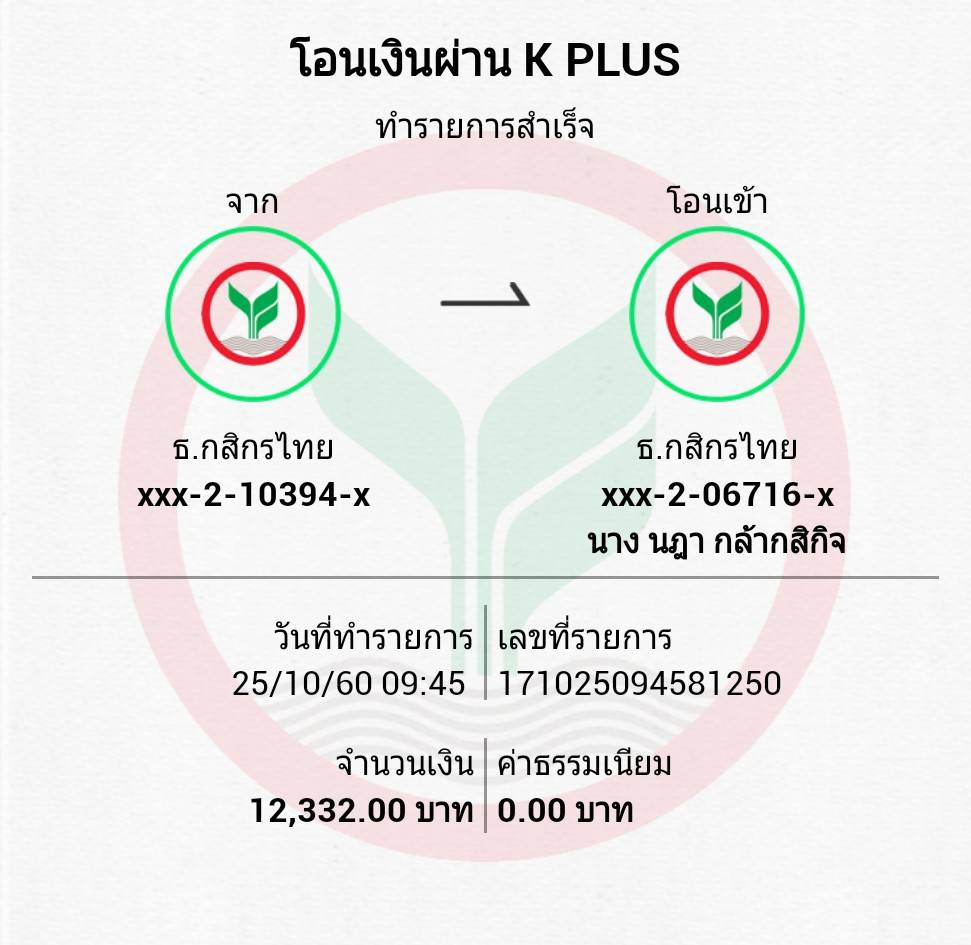 โอนเงินผ่าน K PLUS
ทำรายการสำเร็จ
จาก
โอนเข้า
ธ.กสิกรไทย
xxx-2-10394-x
ธ.กสิกรไทย
xxx-2-06716-x
นาง นฎา กล้ากสิกิจ
วันที่ทำรายการ
25/10/60 09:45
เลขที่รายการ
171025094581250
จำนวนเงิน
12,332.00 บาท
ค่าธรรมเนียม
0.00 บาท